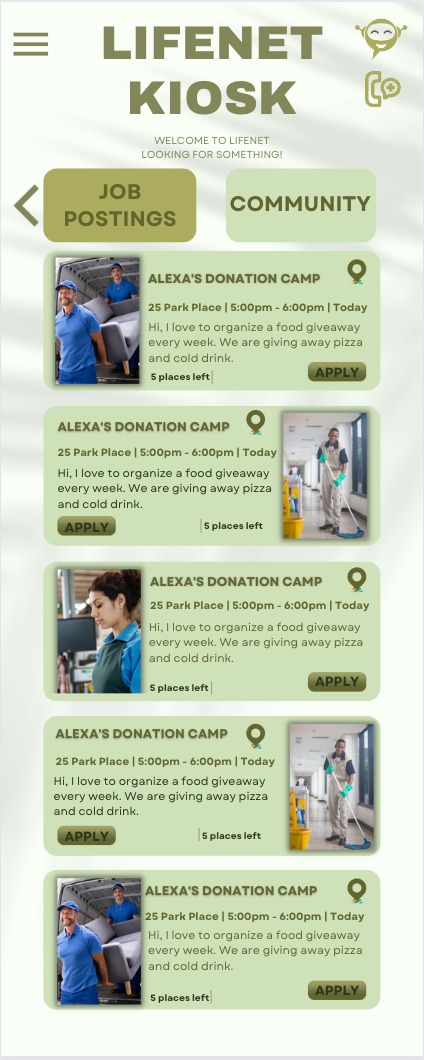 LIFENET
KIOSK
WELCOME TO LIFENET
LOOKING FOR SOMETHING!
JOB
POSTINGS
COMMUNITY
ALEXA'S DONATION CAMP
25 Park Place | 5:00pm - 6:00pm | Today
Hi, I love to organize a food giveaway
every week. We are giving away pizza
and cold drink.
5 places left
APPLY
ALEXA'S DONATION CAMP
25 Park Place | 5:00pm - 6:00pm | Today
Hi, I love to organize a food giveaway
every week. We are giving away pizza
and cold drink.
APPLY
5 places left
ALEXA'S DONATION CAMP
25 Park Place | 5:00pm - 6:00pm | Today
Hi, I love to organize a food giveaway
every week. We are giving away pizza
and cold drink.
5 places left
APPLY
ALEXA'S DONATION CAMP
25 Park Place | 5:00pm - 6:00pm | Today
Hi, I love to organize a food giveaway
every week. We are giving away pizza
and cold drink.
APPLY
5 places left
ALEXA'S DONATION CAMP
25 Park Place | 5:00pm - 6:00pm | Today
Hi, I love to organize a food giveaway
every week. We are giving away pizza
and cold drink.
5 places left
APPLY